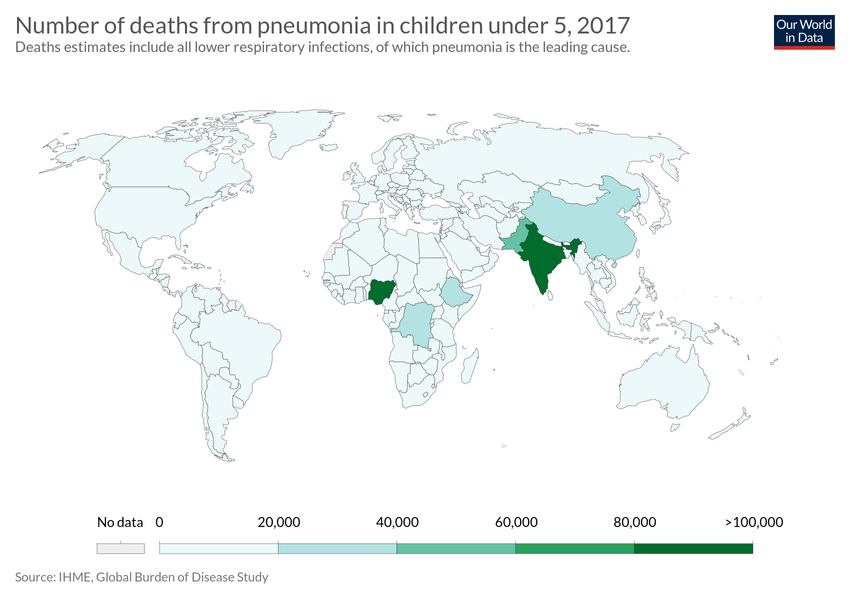 Number of deaths from pneumonia in children under 5, 2017
Deaths estimates include all lower respiratory infections, of which pneumonia is the leading cause.
Our World
in Data
No data 0 20,000 40,000 60,000 80,000 >100,000
Source: IHME, Global Burden of Disease Study